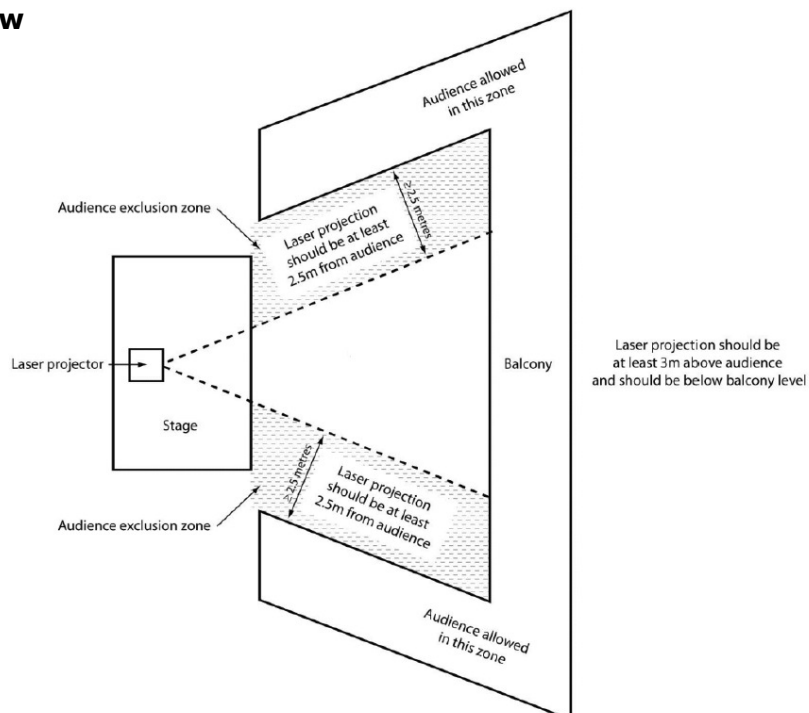 w
Audience allowed
in this zone
Audience exclusion zone
Laser projection
should be at least
2.5m from audience
≥ 2.5 metres
Laser projector
Stage
Balcony
Laser projection should be
at least 3m above audience
and should be below balcony level
≥ 2.5 metres
Laser projection
should be at least
2.5m from audience
Audience exclusion zone
Audience allowed
in this zone